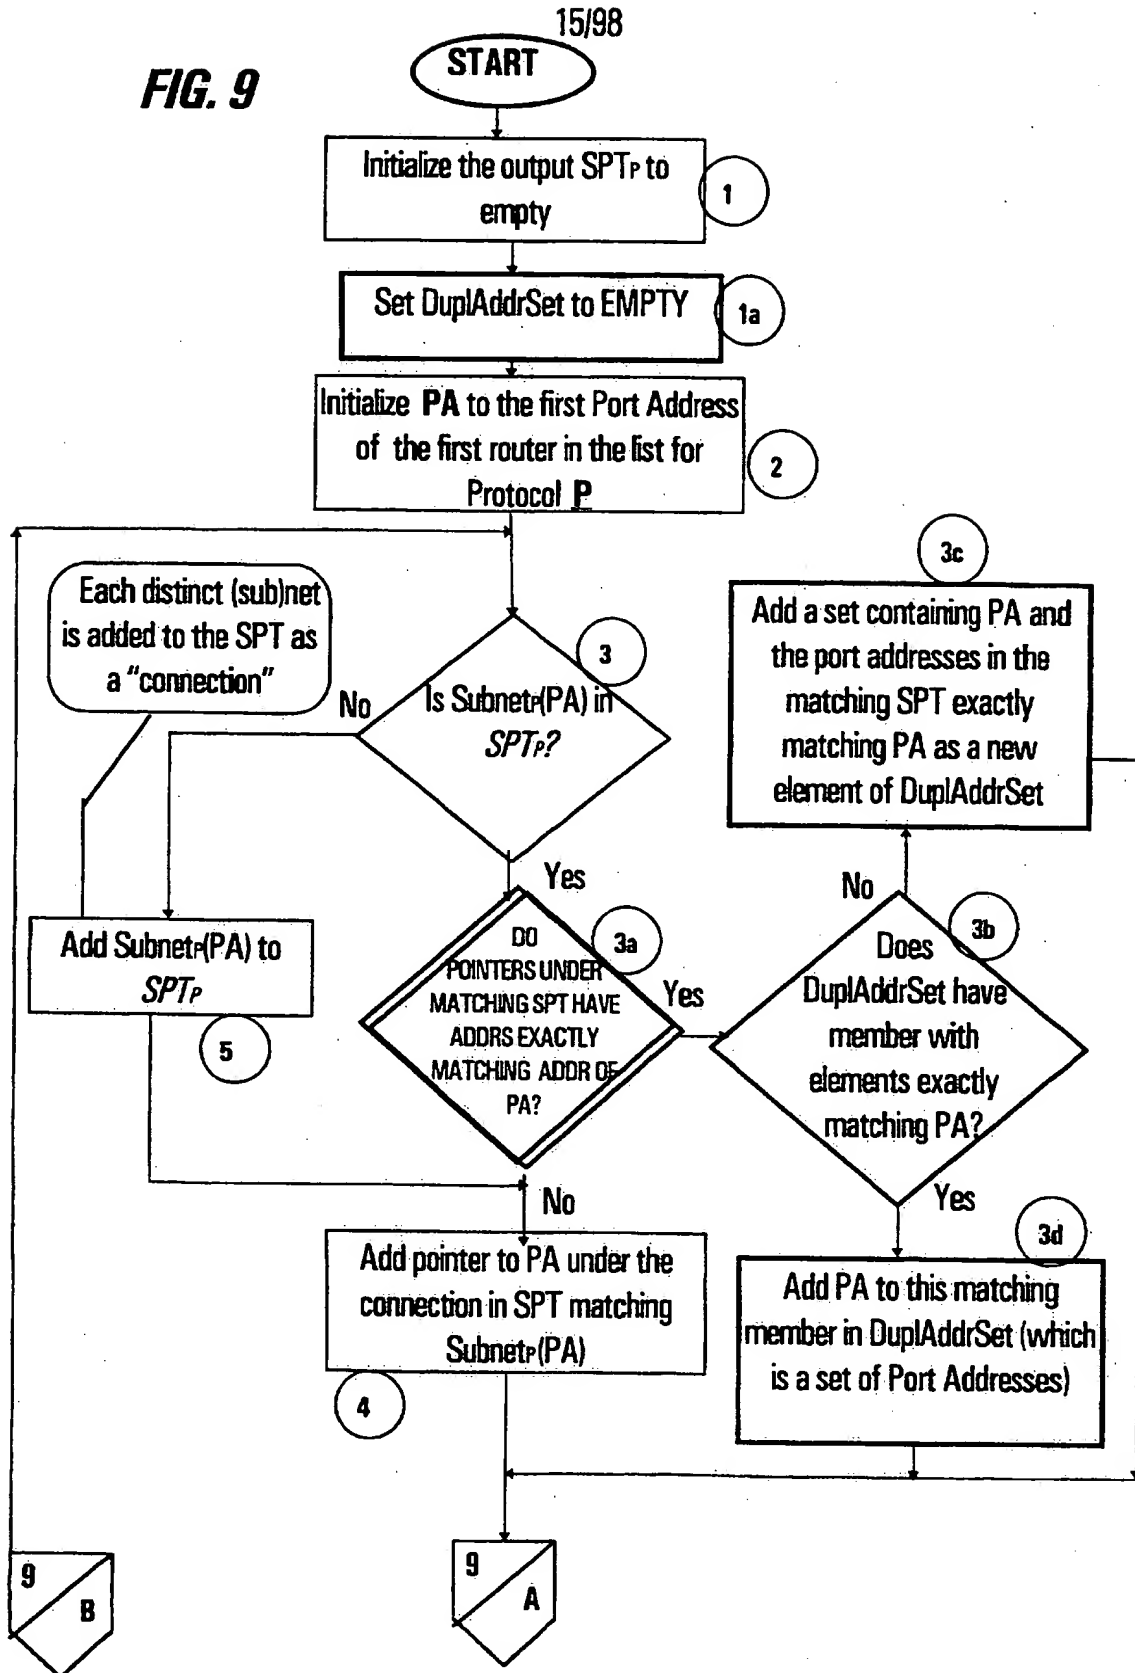 15/98
FIG. 9
START
Initialize the output SPTP to
empty
1
Set DuplAddrSet to EMPTY
1a
Initialize PA to the first Port Address
of the first router in the list for
Protocol P
2
Each distinct (sub)net
is added to the SPT as
a "connection"
3
Is SubnetP(PA) in
SPTP?
No
Yes
3c
Add a set containing PA and
the port addresses in the
matching SPT exactly
matching PA as a new
element of DuplAddrSet
No
3a
DO
POINTERS UNDER
MATCHING SPT HAVE
ADDRS EXACTLY
MATCHING ADDR OF
PA?
Yes
No
3b
Does
DuplAddrSet have
member with
elements exactly
matching PA?
Yes
Add SubnetP(PA) to
SPTP
5
Add pointer to PA under the
connection in SPT matching
SubnetP(PA)
4
3d
Add PA to this matching
member in DuplAddrSet (which
is a set of Port Addresses)
9
B
9
A